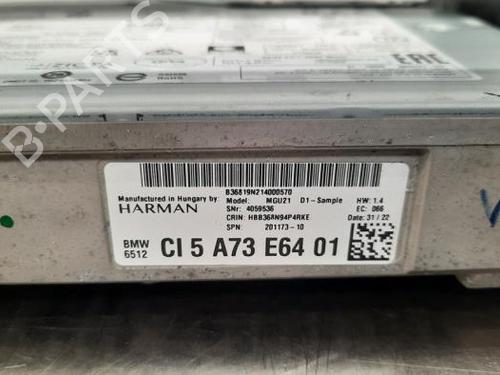 B-PARTS
EAC
B36819N214000570
Manufactured in Hungary by: Model: MGU21 D1-Sample HW: 1.4
HARMAN SNr: 4059536 EC: 066
CRIN: HBB36AN94P4RKE Date: 31 / 22
SPN: 201173-10
BMW
6512 CI 5 A73 E64 01
V